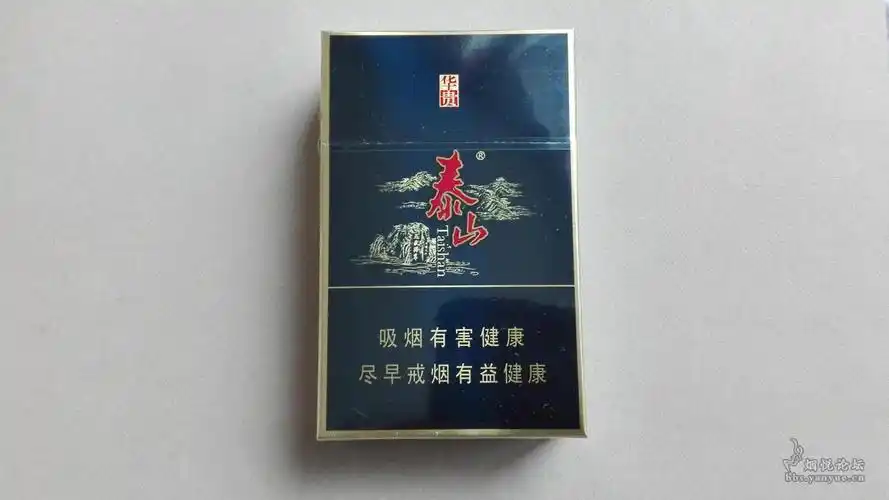 华贵
泰山®
Taishan
吸烟有害健康
尽早戒烟有益健康
烟悦论坛
bbs.yanyue.cn